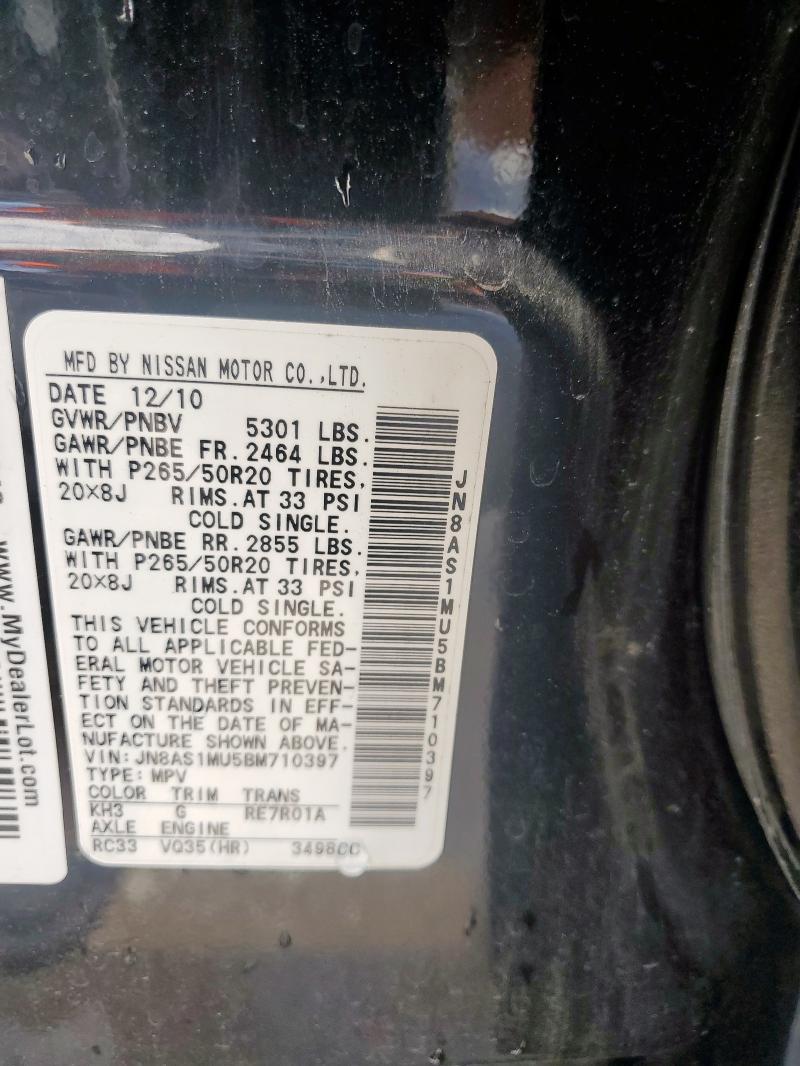 MFD BY NISSAN MOTOR CO.,LTD.
DATE 12/10
GVWR/PNBV 5301 LBS.
GAWR/PNBE FR. 2464 LBS.
WITH P265/50R20 TIRES,
20×8J RIMS.AT 33 PSI
COLD SINGLE.
GAWR/PNBE RR. 2855 LBS.
WITH P265/50R20 TIRES,
20×8J RIMS.AT 33 PSI
COLD SINGLE.
THIS VEHICLE CONFORMS
TO ALL APPLICABLE FED-
ERAL MOTOR VEHICLE SA-
FETY AND THEFT PREVEN-
TION STANDARDS IN EFF-
ECT ON THE DATE OF MA-
NUFACTURE SHOWN ABOVE.
VIN: JN8AS1MU5BM710397
TYPE: MPV
COLOR TRIM TRANS
KH3 G RE7R01A
AXLE ENGINE
RC33 VQ35(HR) 3498CC
JN8AS1MU5BM710397
www.MyDealerLot.com